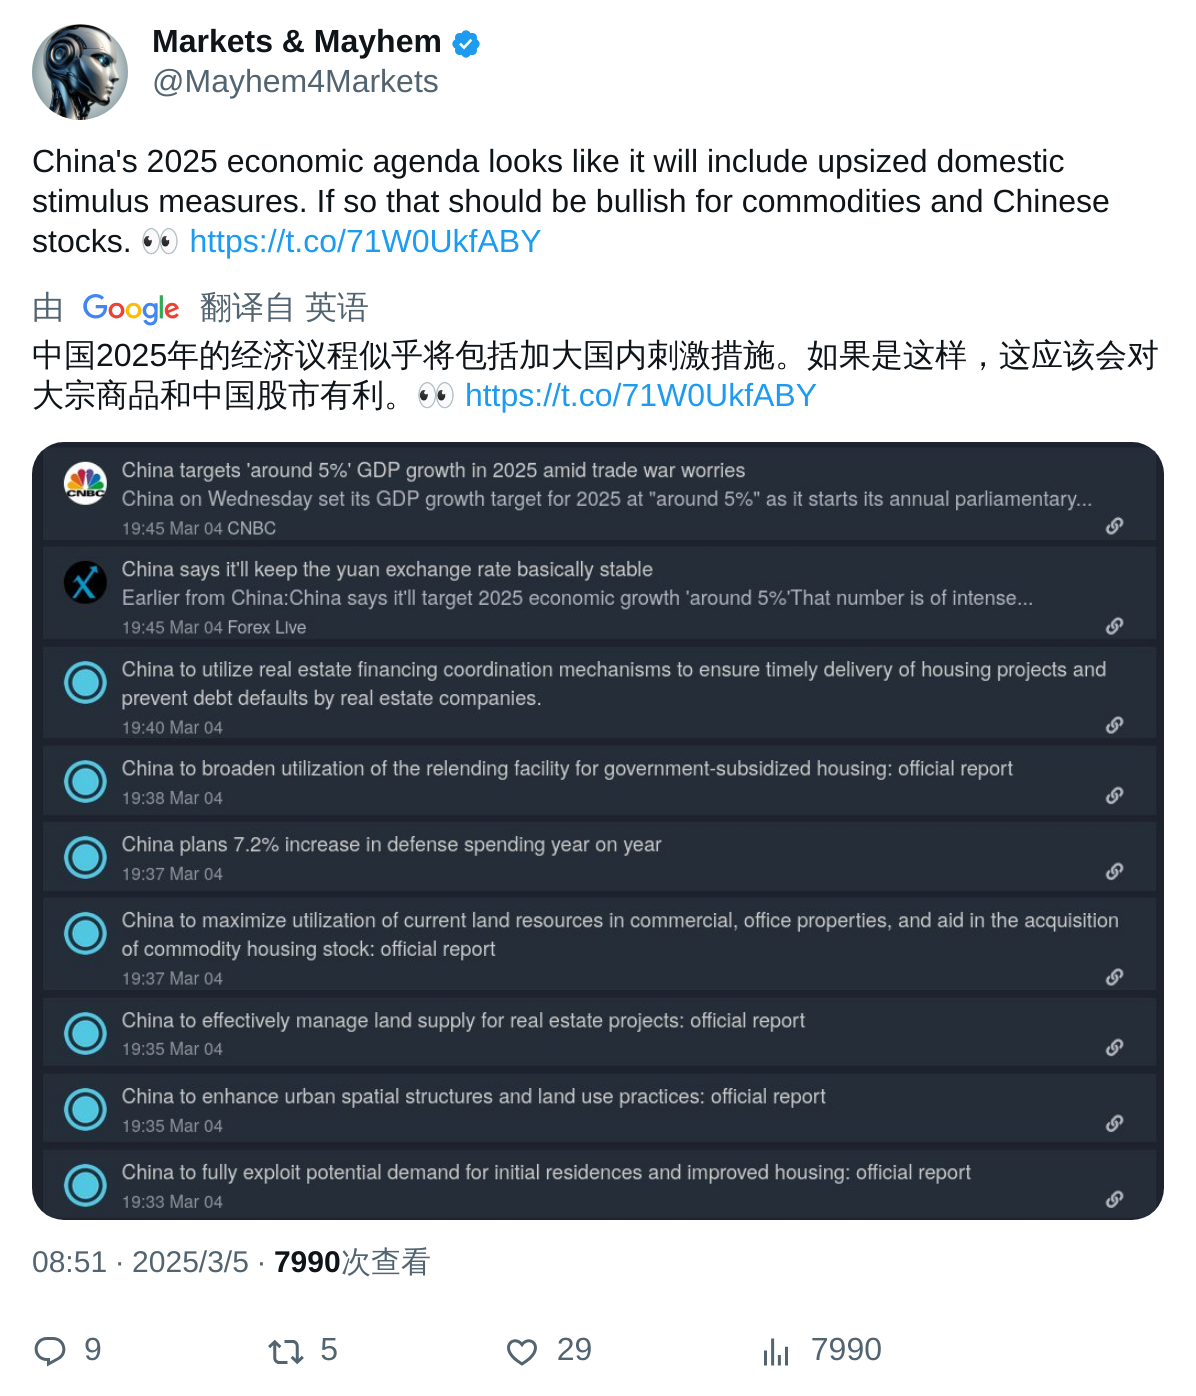 Markets & Mayhem
@Mayhem4Markets
China's 2025 economic agenda looks like it will include upsized domestic
stimulus measures. If so that should be bullish for commodities and Chinese
stocks. 👀 https://t.co/71W0UkfABY
由 Google 翻译自 英语
中国2025年的经济议程似乎将包括加大国内刺激措施。如果是这样，这应该会对
大宗商品和中国股市有利。👀 https://t.co/71W0UkfABY
CNBC
China targets 'around 5%' GDP growth in 2025 amid trade war worries
China on Wednesday set its GDP growth target for 2025 at "around 5%" as it starts its annual parliamentary...
19:45 Mar 04 CNBC
China says it'll keep the yuan exchange rate basically stable
Earlier from China:China says it'll target 2025 economic growth 'around 5%'That number is of intense...
19:45 Mar 04 Forex Live
China to utilize real estate financing coordination mechanisms to ensure timely delivery of housing projects and
prevent debt defaults by real estate companies.
19:40 Mar 04
China to broaden utilization of the relending facility for government-subsidized housing: official report
19:38 Mar 04
China plans 7.2% increase in defense spending year on year
19:37 Mar 04
China to maximize utilization of current land resources in commercial, office properties, and aid in the acquisition
of commodity housing stock: official report
19:37 Mar 04
China to effectively manage land supply for real estate projects: official report
19:35 Mar 04
China to enhance urban spatial structures and land use practices: official report
19:35 Mar 04
China to fully exploit potential demand for initial residences and improved housing: official report
19:33 Mar 04
08:51 · 2025/3/5 · 7990次查看
9 5 29 7990